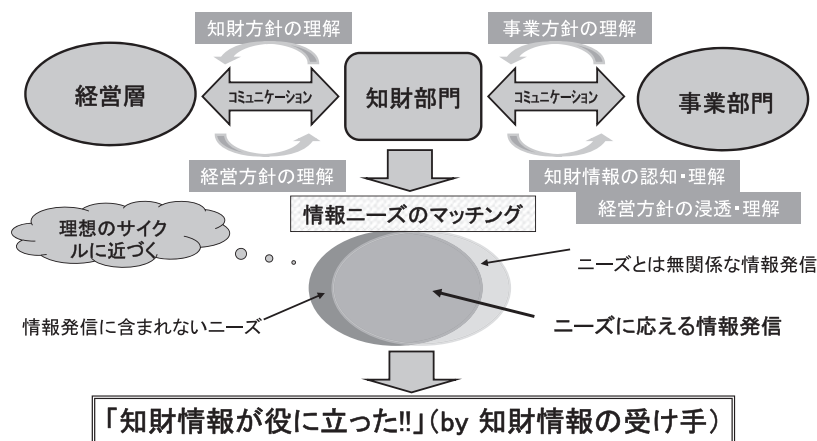 知財方針の理解
事業方針の理解
経営層
コミュニケーション
知財部門
コミュニケーション
事業部門
経営方針の理解
知財情報の認知・理解
経営方針の浸透・理解
情報ニーズのマッチング
理想のサイク
ルに近づく
ニーズとは無関係な情報発信
情報発信に含まれないニーズ
ニーズに応える情報発信
「知財情報が役に立った!!」(by 知財情報の受け手)